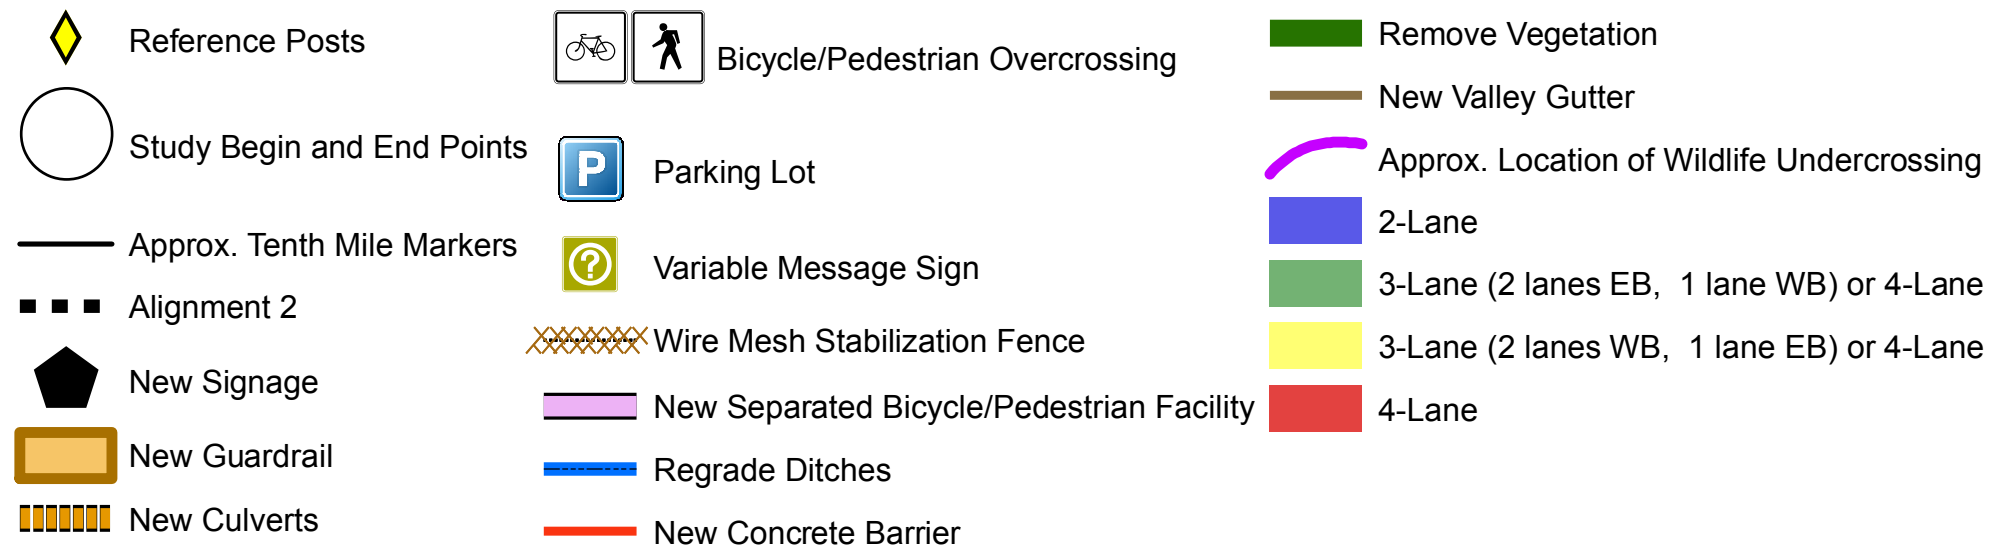 Reference Posts
Study Begin and End Points
Approx. Tenth Mile Markers
Alignment 2
New Signage
New Guardrail
New Culverts
Bicycle/Pedestrian Overcrossing
P
Parking Lot
?
Variable Message Sign
Wire Mesh Stabilization Fence
New Separated Bicycle/Pedestrian Facility
Regrade Ditches
New Concrete Barrier
Remove Vegetation
New Valley Gutter
Approx. Location of Wildlife Undercrossing
2-Lane
3-Lane (2 lanes EB, 1 lane WB) or 4-Lane
3-Lane (2 lanes WB, 1 lane EB) or 4-Lane
4-Lane